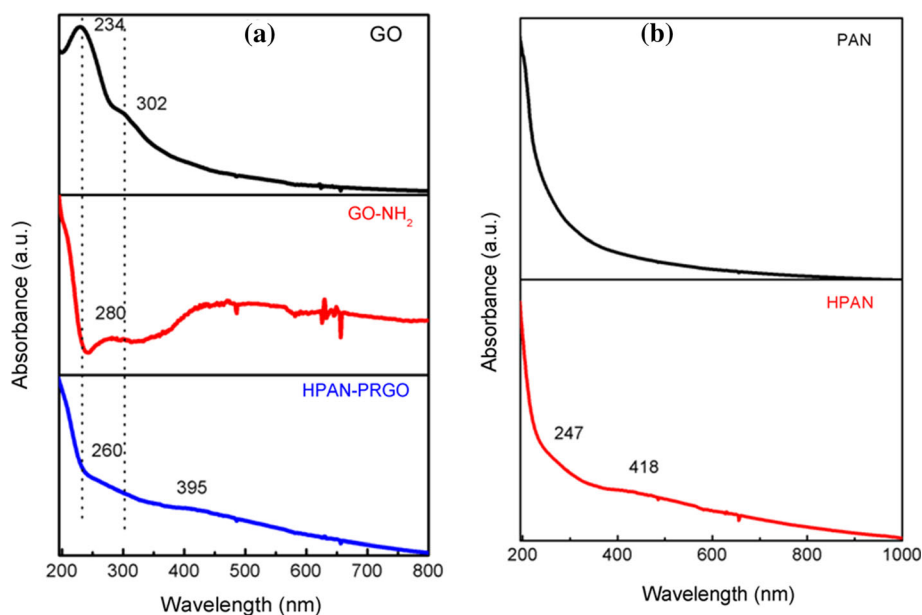 (a)
234
GO
302
GO-NH₂
280
HPAN-PRGO
260
395
Absorbance (a.u.)
200 300 400 500 600 700 800
Wavelength (nm)
(b)
PAN
HPAN
247
418
Absorbance (a.u.)
200 400 600 800 1000
Wavelength (nm)